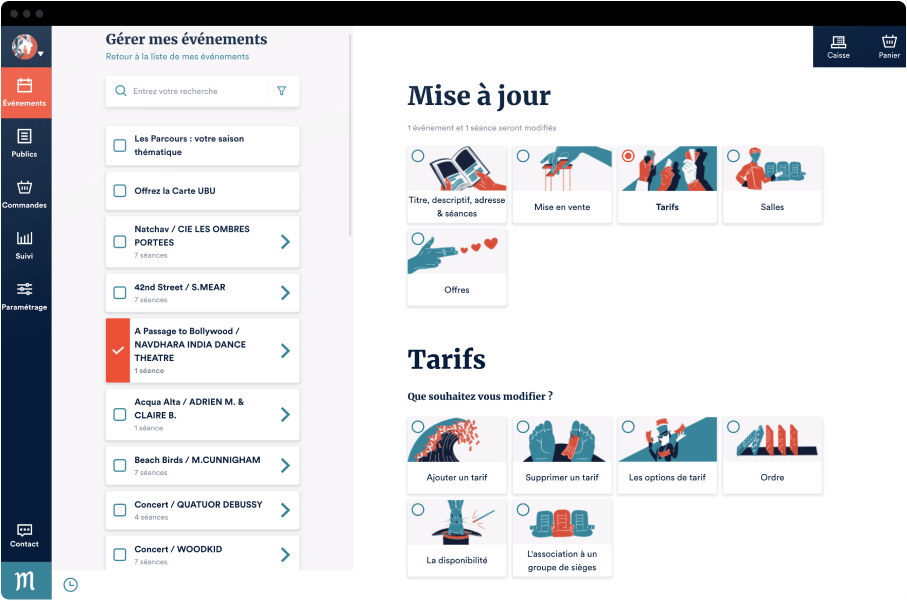 Événements
Publics
Commandes
Suivi
Paramétrage
Contact
m
Gérer mes événements
Retour à la liste de mes événements
Entrez votre recherche
Les Parcours : votre saison
thématique
Offrez la Carte UBU
Natchav / CIE LES OMBRES
PORTEES
7 séances
42nd Street / S.MEAR
7 séances
A Passage to Bollywood /
NAVDHARA INDIA DANCE
THEATRE
1 séance
Acqua Alta / ADRIEN M. &
CLAIRE B.
1 séance
Beach Birds / M.CUNNIGHAM
7 séances
Concert / QUATUOR DEBUSSY
4 séances
Concert / WOODKID
7 séances
Caisse
Panier
Mise à jour
1 événement et 1 séance seront modifiés
Titre, descriptif, adresse
& séances
Mise en vente
Tarifs
Salles
Offres
Tarifs
Que souhaitez vous modifier ?
Ajouter un tarif
Supprimer un tarif
Les options de tarif
Ordre
La disponibilité
L'association à un
groupe de sièges